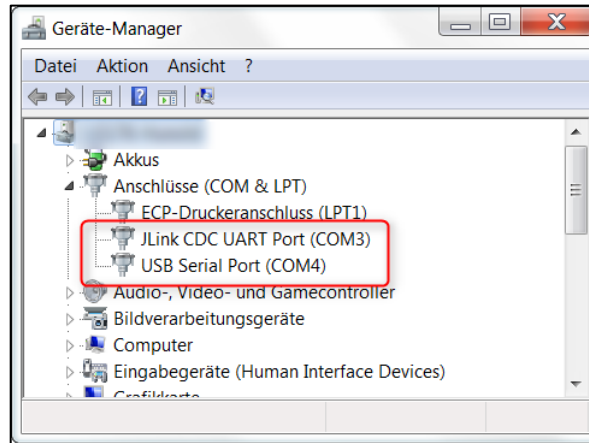 Geräte-Manager
Datei Aktion Ansicht ?
Akkus
Anschlüsse (COM & LPT)
ECP-Druckeranschluss (LPT1)
JLink CDC UART Port (COM3)
USB Serial Port (COM4)
Audio-, Video- und Gamecontroller
Bildverarbeitungsgeräte
Computer
Eingabegeräte (Human Interface Devices)
Grafikkarte